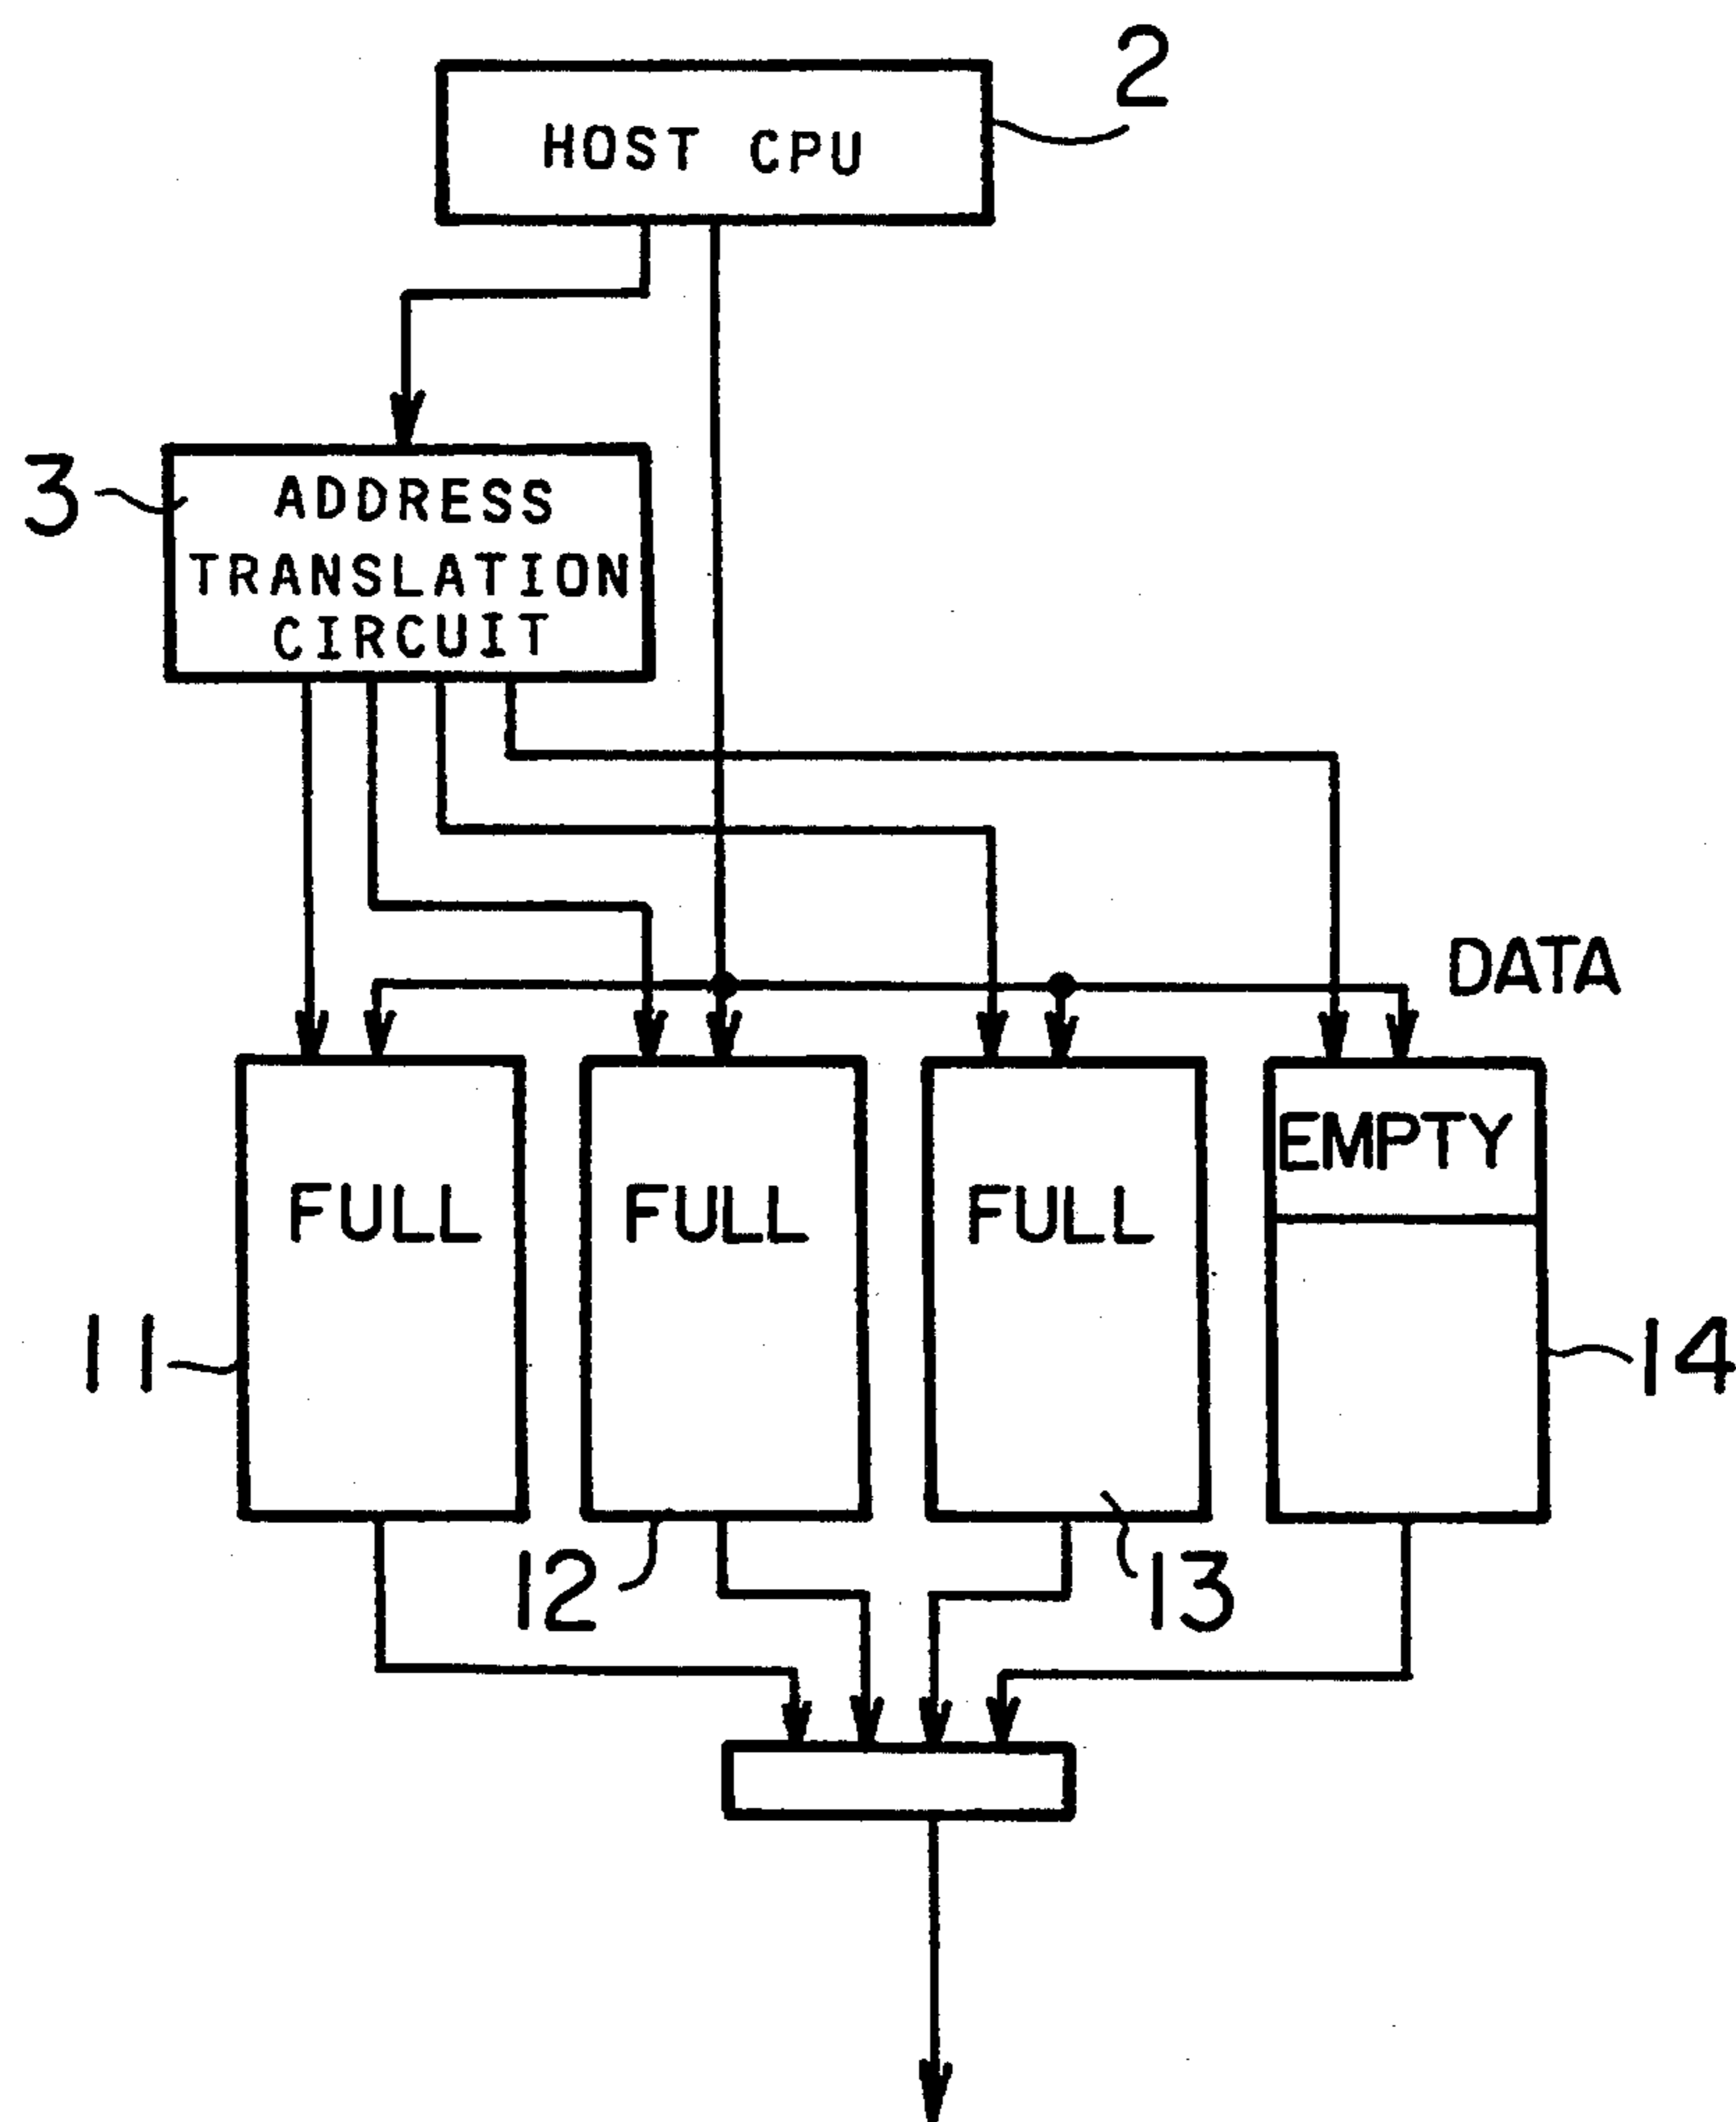 2
HOST CPU
3
ADDRESS
TRANSLATION
CIRCUIT
DATA
EMPTY
FULL
FULL
FULL
11
14
12
13